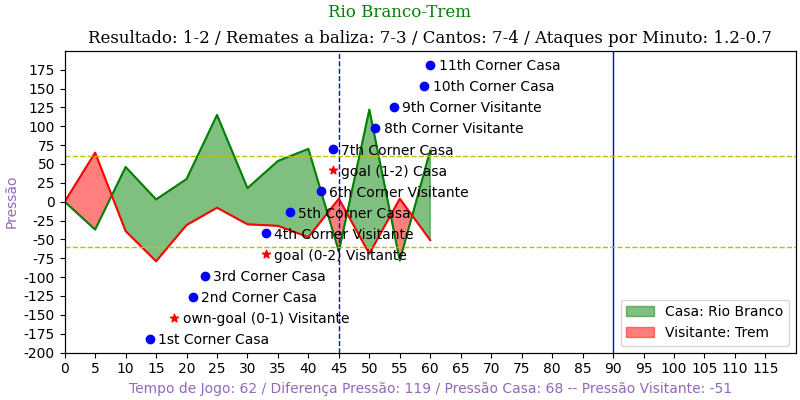 Rio Branco-Trem
Resultado: 1-2 / Remates a baliza: 7-3 / Cantos: 7-4 / Ataques por Minuto: 1.2-0.7
Pressão
175
150
125
100
75
50
25
0
-25
-50
-75
-100
-125
-150
-175
-200
11th Corner Casa
10th Corner Casa
9th Corner Visitante
8th Corner Visitante
7th Corner Casa
goal (1-2) Casa
6th Corner Visitante
5th Corner Casa
4th Corner Visitante
goal (0-2) Visitante
3rd Corner Casa
2nd Corner Casa
own-goal (0-1) Visitante
1st Corner Casa
Casa: Rio Branco
Visitante: Trem
0 5 10 15 20 25 30 35 40 45 50 55 60 65 70 75 80 85 90 95 100 105 110 115
Tempo de Jogo: 62 / Diferença Pressão: 119 / Pressão Casa: 68 -- Pressão Visitante: -51